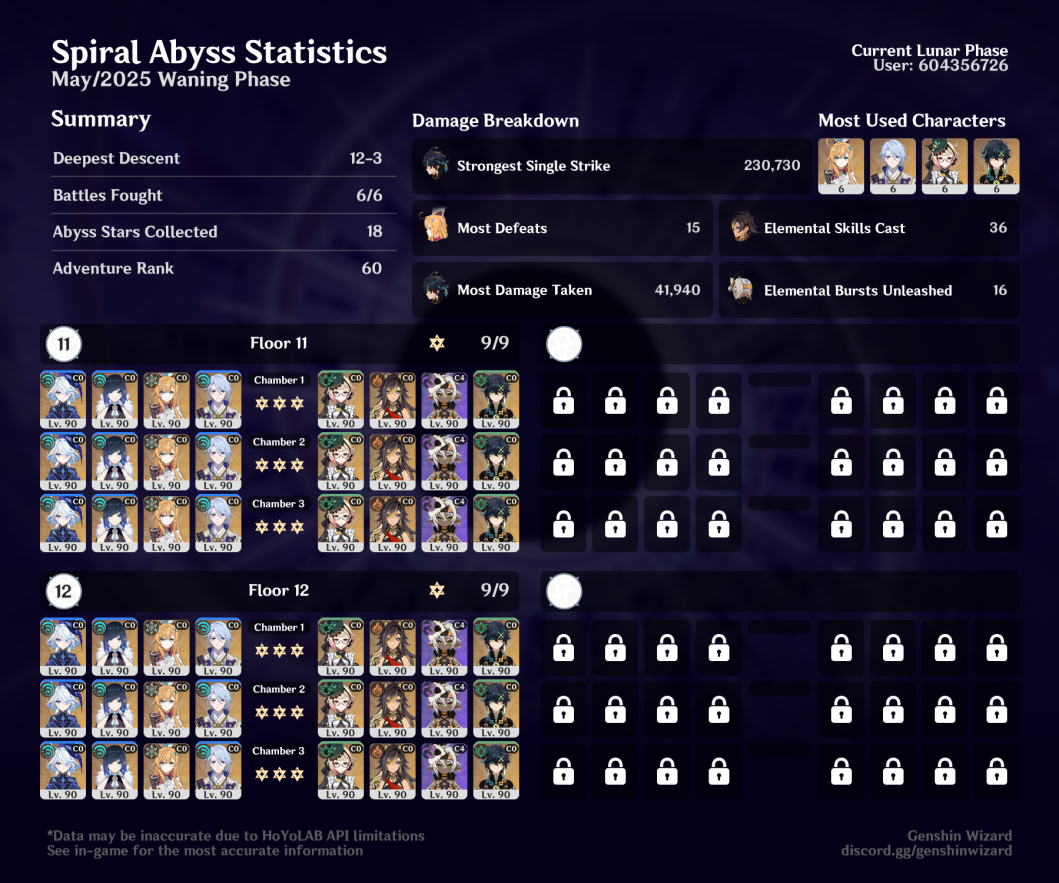 Spiral Abyss Statistics
May/2025 Waning Phase
Current Lunar Phase
User: 604356726
Summary
Deepest Descent 12-3
Battles Fought 6/6
Abyss Stars Collected 18
Adventure Rank 60
Damage Breakdown
Strongest Single Strike 230,730
Most Defeats 15
Elemental Skills Cast 36
Most Damage Taken 41,940
Elemental Bursts Unleashed 16
Most Used Characters
6 6 6 6
11 Floor 11 9/9
C0 C0 C0 C0 Chamber 1 C0 C0 C4 C0
Lv. 90 Lv. 90 Lv. 90 Lv. 90 Lv. 90 Lv. 90 Lv. 90 Lv. 90
C0 C0 C0 C0 Chamber 2 C0 C0 C4 C0
Lv. 90 Lv. 90 Lv. 90 Lv. 90 Lv. 90 Lv. 90 Lv. 90 Lv. 90
C0 C0 C0 C0 Chamber 3 C0 C0 C4 C0
Lv. 90 Lv. 90 Lv. 90 Lv. 90 Lv. 90 Lv. 90 Lv. 90 Lv. 90
12 Floor 12 9/9
C0 C0 C0 C0 Chamber 1 C0 C0 C4 C0
Lv. 90 Lv. 90 Lv. 90 Lv. 90 Lv. 90 Lv. 90 Lv. 90 Lv. 90
C0 C0 C0 C0 Chamber 2 C0 C0 C4 C0
Lv. 90 Lv. 90 Lv. 90 Lv. 90 Lv. 90 Lv. 90 Lv. 90 Lv. 90
C0 C0 C0 C0 Chamber 3 C0 C0 C4 C0
Lv. 90 Lv. 90 Lv. 90 Lv. 90 Lv. 90 Lv. 90 Lv. 90 Lv. 90
*Data may be inaccurate due to HoYoLAB API limitations
See in-game for the most accurate information
Genshin Wizard
discord.gg/genshinwizard